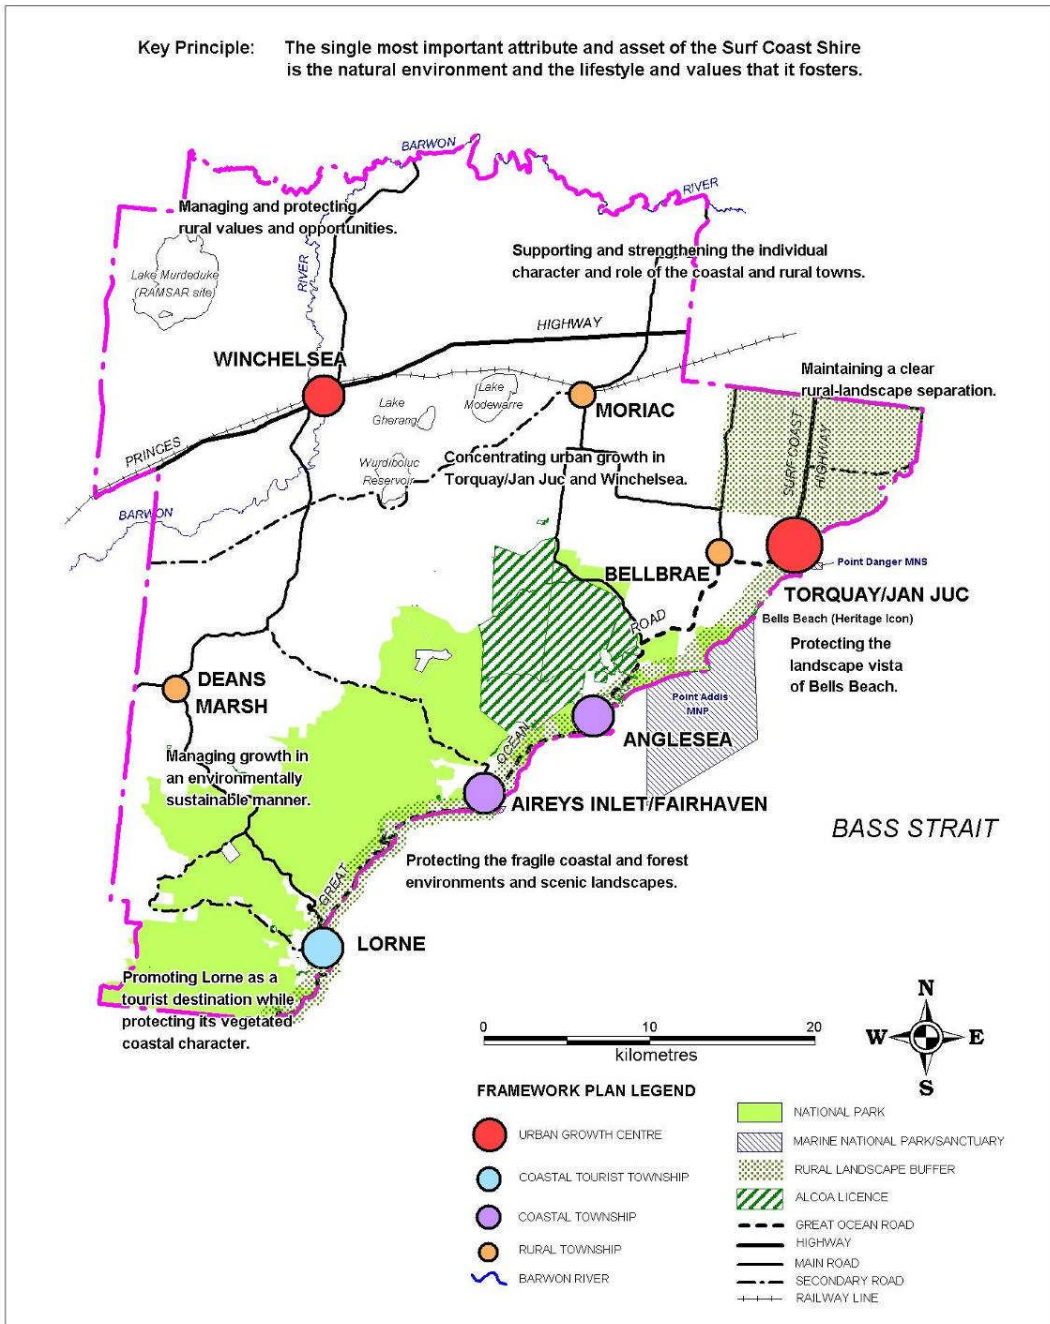 Key Principle: The single most important attribute and asset of the Surf Coast Shire
is the natural environment and the lifestyle and values that it fosters.
BARWON
RIVER
Managing and protecting
rural values and opportunities.
Supporting and strengthening the individual
character and role of the coastal and rural towns.
Lake Murdeduke
(RAMSAR site)
RIVER
HIGHWAY
WINCHELSEA
Maintaining a clear
rural-landscape separation.
Lake
Modewarre
Lake
Gherang
MORIAC
SURFCOAST
HIGHWAY
PRINCES
Wurdiboluc
Reservoir
Concentrating urban growth in
Torquay/Jan Juc and Winchelsea.
BARWON
Point Danger MNS
BELLBRAE
TORQUAY/JAN JUC
ROAD
Bells Beach (Heritage Icon)
Protecting the
landscape vista
of Bells Beach.
DEANS
MARSH
Point Addis
MNP
OCEAN
ANGLESEA
Managing growth in
an environmentally
sustainable manner.
AIREYS INLET/FAIRHAVEN
BASS STRAIT
Protecting the fragile coastal and forest
environments and scenic landscapes.
GREAT
LORNE
Promoting Lorne as a
tourist destination while
protecting its vegetated
coastal character.
N
W E
S
0 10 20
kilometres
FRAMEWORK PLAN LEGEND
URBAN GROWTH CENTRE
COASTAL TOURIST TOWNSHIP
COASTAL TOWNSHIP
RURAL TOWNSHIP
BARWON RIVER
NATIONAL PARK
MARINE NATIONAL PARK/SANCTUARY
RURAL LANDSCAPE BUFFER
ALCOA LICENCE
GREAT OCEAN ROAD
HIGHWAY
MAIN ROAD
SECONDARY ROAD
RAILWAY LINE